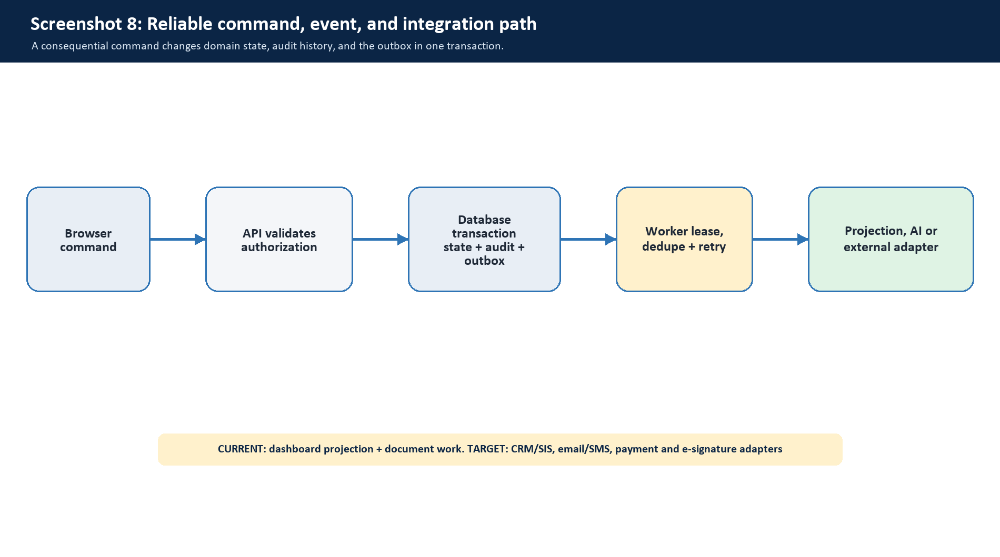 Screenshot 8: Reliable command, event, and integration path
A consequential command changes domain state, audit history, and the outbox in one transaction.
Browser
command
API validates
authorization
Database
transaction
state + audit +
outbox
Worker lease,
dedupe + retry
Projection, AI or
external adapter
CURRENT: dashboard projection + document work. TARGET: CRM/SIS, email/SMS, payment and e-signature adapters